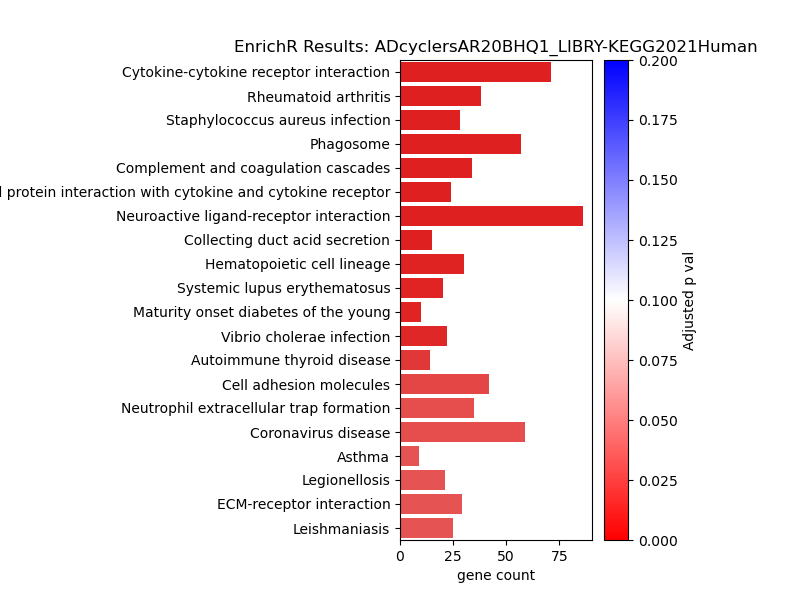 EnrichR Results: ADcyclersAR20BHQ1_LIBRY-KEGG2021Human
Cytokine-cytokine receptor interaction
Rheumatoid arthritis
Staphylococcus aureus infection
Phagosome
Complement and coagulation cascades
protein interaction with cytokine and cytokine receptor
Neuroactive ligand-receptor interaction
Collecting duct acid secretion
Hematopoietic cell lineage
Systemic lupus erythematosus
Maturity onset diabetes of the young
Vibrio cholerae infection
Autoimmune thyroid disease
Cell adhesion molecules
Neutrophil extracellular trap formation
Coronavirus disease
Asthma
Legionellosis
ECM-receptor interaction
Leishmaniasis
0 25 50 75
gene count
0.200
0.175
0.150
0.125
0.100
0.075
0.050
0.025
0.000
Adjusted p val